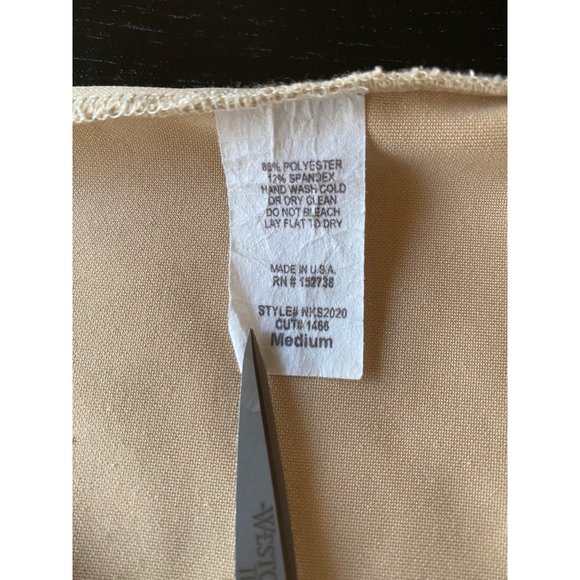 88% POLYESTER
12% SPANDEX
HAND WASH COLD
OR DRY CLEAN
DO NOT BLEACH
LAY FLAT TO DRY
MADE IN U.S.A.
RN # 152738
STYLE# NKS2020
CUT# 1466
Medium